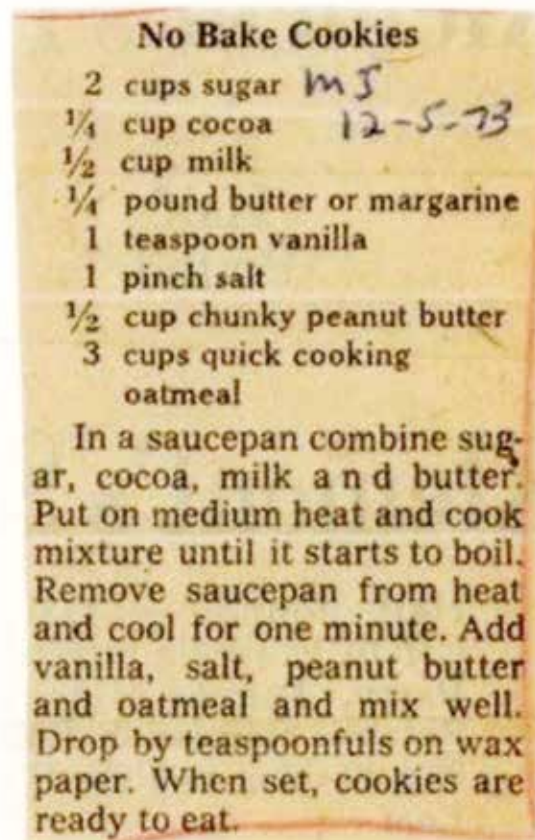 No Bake Cookies
2 cups sugar MJ
¼ cup cocoa 12-5-73
½ cup milk
¼ pound butter or margarine
1 teaspoon vanilla
1 pinch salt
½ cup chunky peanut butter
3 cups quick cooking
oatmeal
In a saucepan combine sug-
ar, cocoa, milk a n d butter.
Put on medium heat and cook
mixture until it starts to boil.
Remove saucepan from heat
and cool for one minute. Add
vanilla, salt, peanut butter
and oatmeal and mix well.
Drop by teaspoonfuls on wax
paper. When set, cookies are
ready to eat.